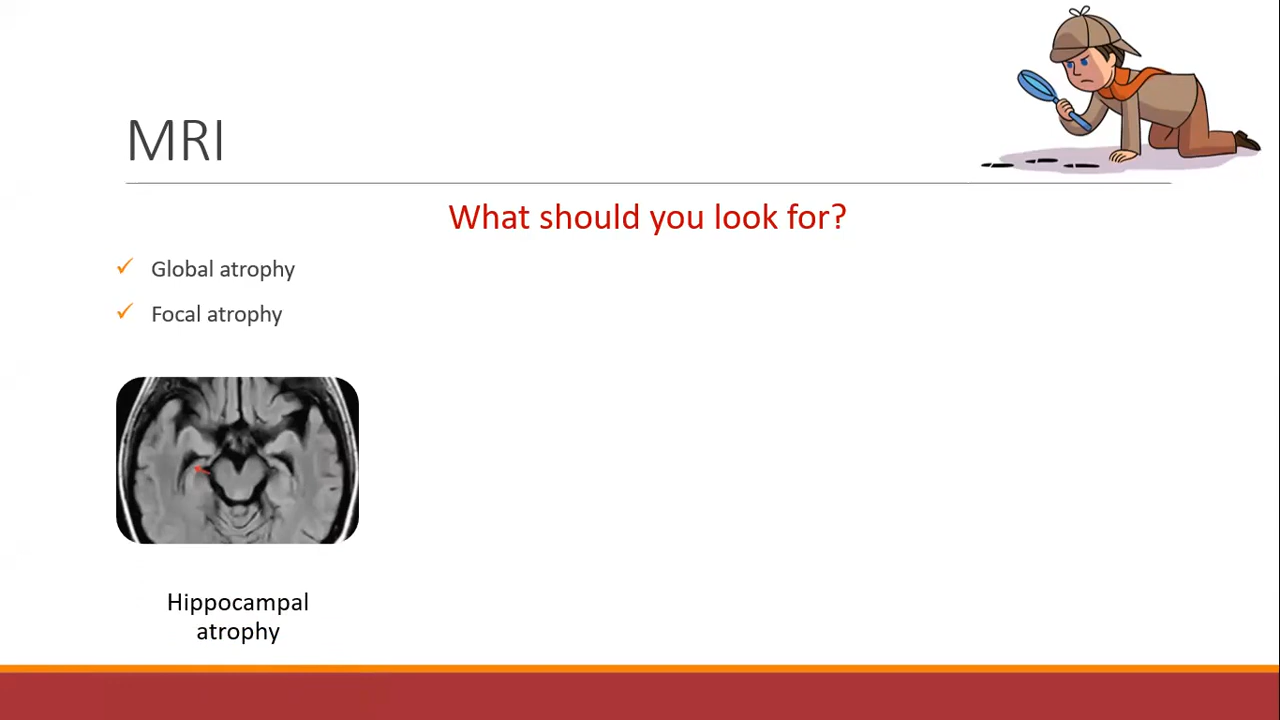 MRI
What should you look for?
✓ Global atrophy
✓ Focal atrophy
Hippocampal
atrophy